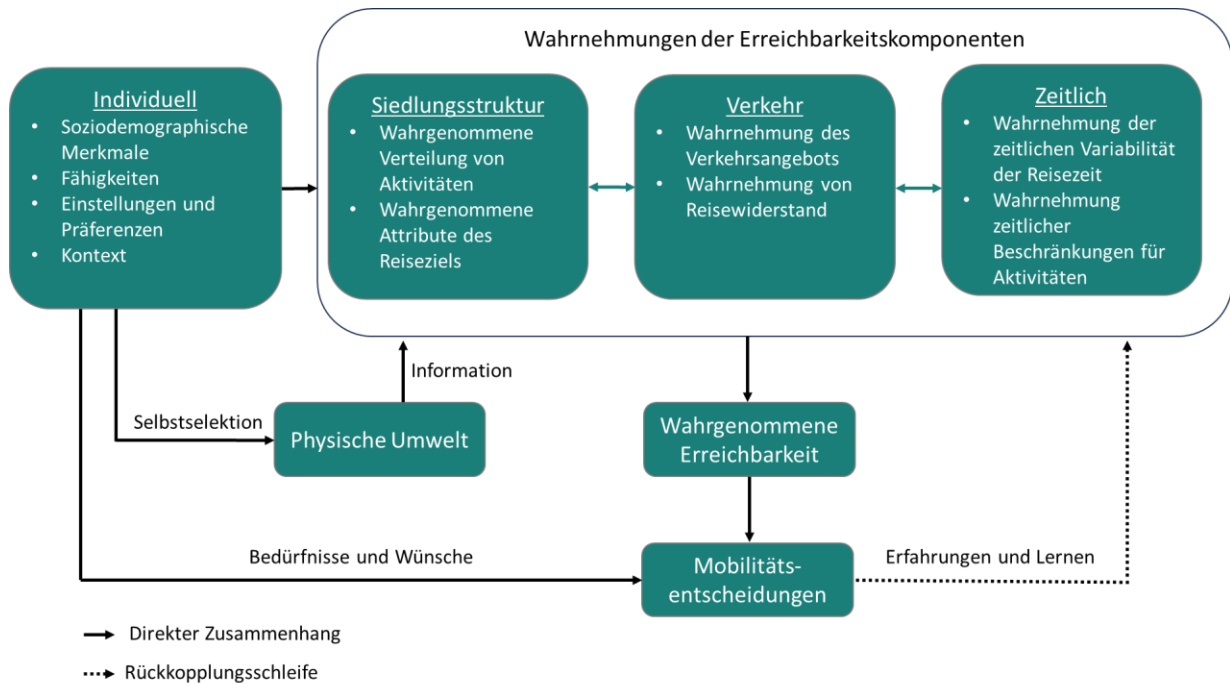 Wahrnehmungen der Erreichbarkeitskomponenten
Individuell
• Soziodemographische
Merkmale
• Fähigkeiten
• Einstellungen und
Präferenzen
• Kontext
Siedlungsstruktur
• Wahrgenommene
Verteilung von
Aktivitäten
• Wahrgenommene
Attribute des
Reiseziels
Verkehr
• Wahrnehmung des
Verkehrsangebots
• Wahrnehmung von
Reisewiderstand
Zeitlich
• Wahrnehmung der
zeitlichen Variabilität
der Reisezeit
• Wahrnehmung
zeitlicher
Beschränkungen für
Aktivitäten
Information
Selbstselektion
Physische Umwelt
Wahrgenommene
Erreichbarkeit
Bedürfnisse und Wünsche
Mobilitäts-
entscheidungen
Erfahrungen und Lernen
Direkter Zusammenhang
Rückkopplungsschleife